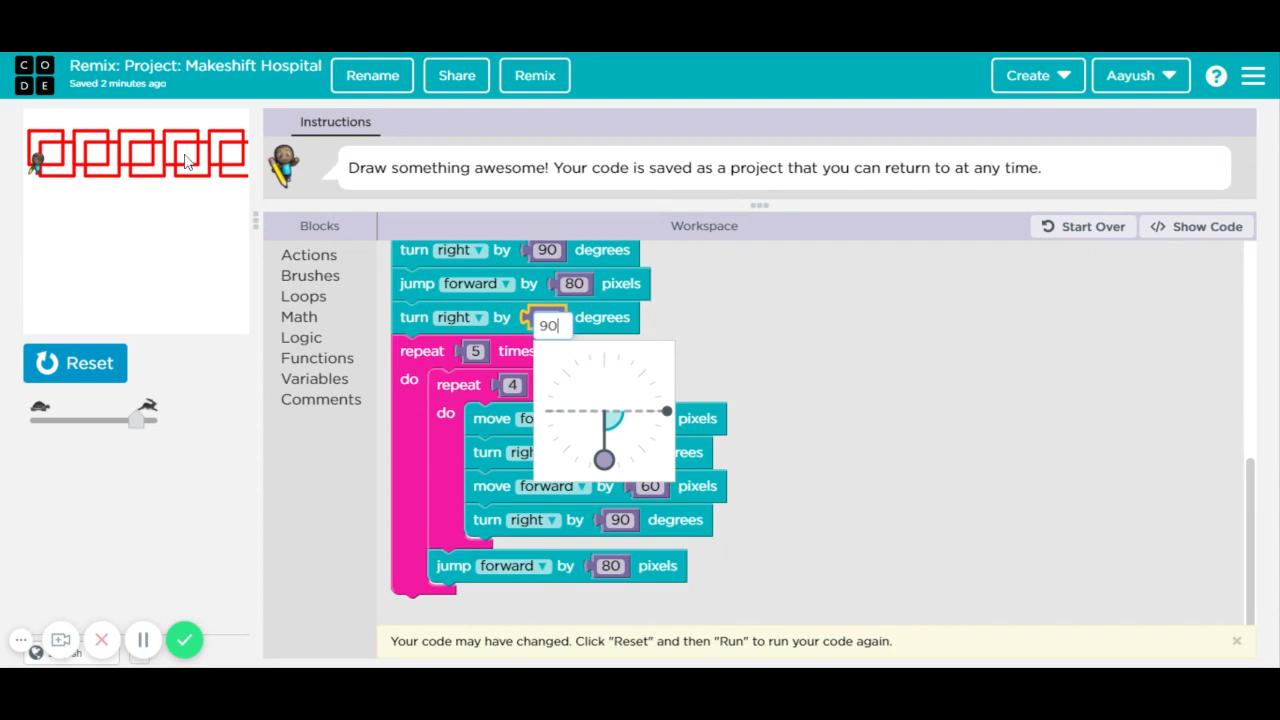 C O
D E
Remix: Project: Makeshift Hospital
Saved 2 minutes ago
Rename
Share
Remix
Create
Aayush
?
Instructions
Draw something awesome! Your code is saved as a project that you can return to at any time.
Blocks
Workspace
Start Over
</> Show Code
Actions
Brushes
Loops
Math
Logic
Functions
Variables
Comments
turn right by 90 degrees
jump forward by 80 pixels
turn right by degrees
90
repeat 5 times
do repeat 4
do move fo pixels
turn righ rees
move forward by 60 pixels
turn right by 90 degrees
jump forward by 80 pixels
Reset
Your code may have changed. Click "Reset" and then "Run" to run your code again.